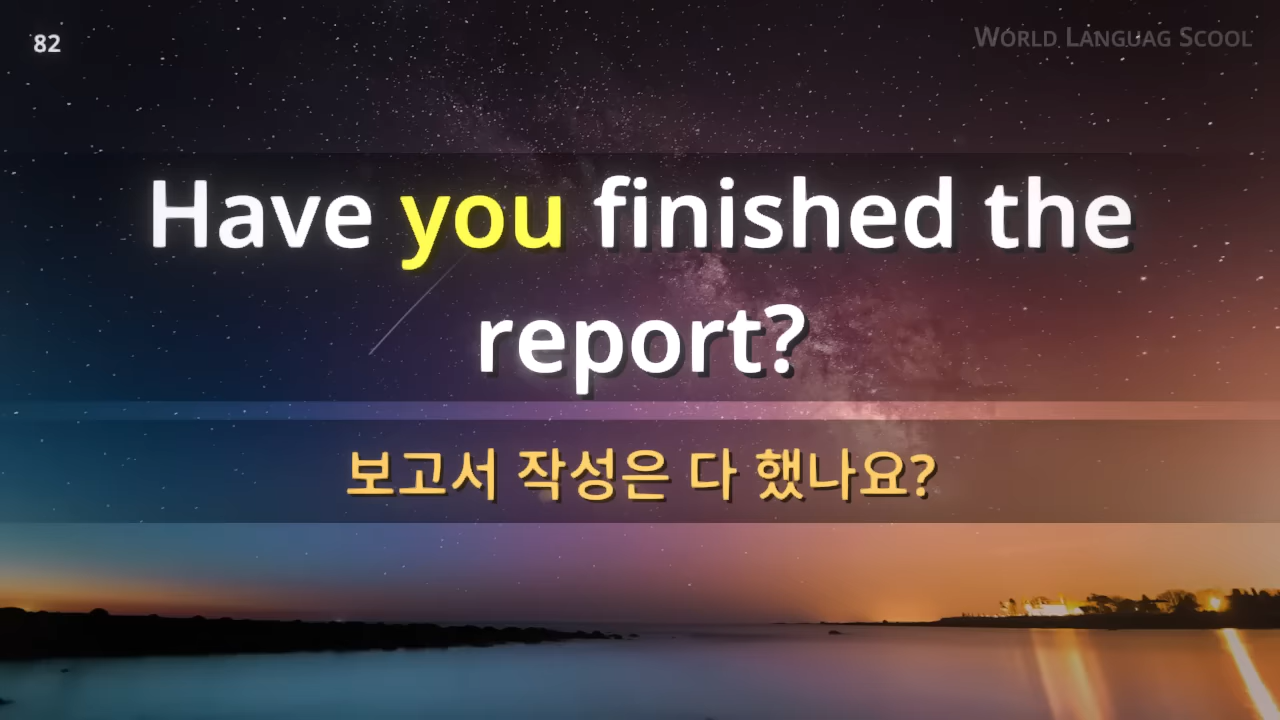 82
World Languag Scool
Have you finished the
report?
보고서 작성은 다 했나요?